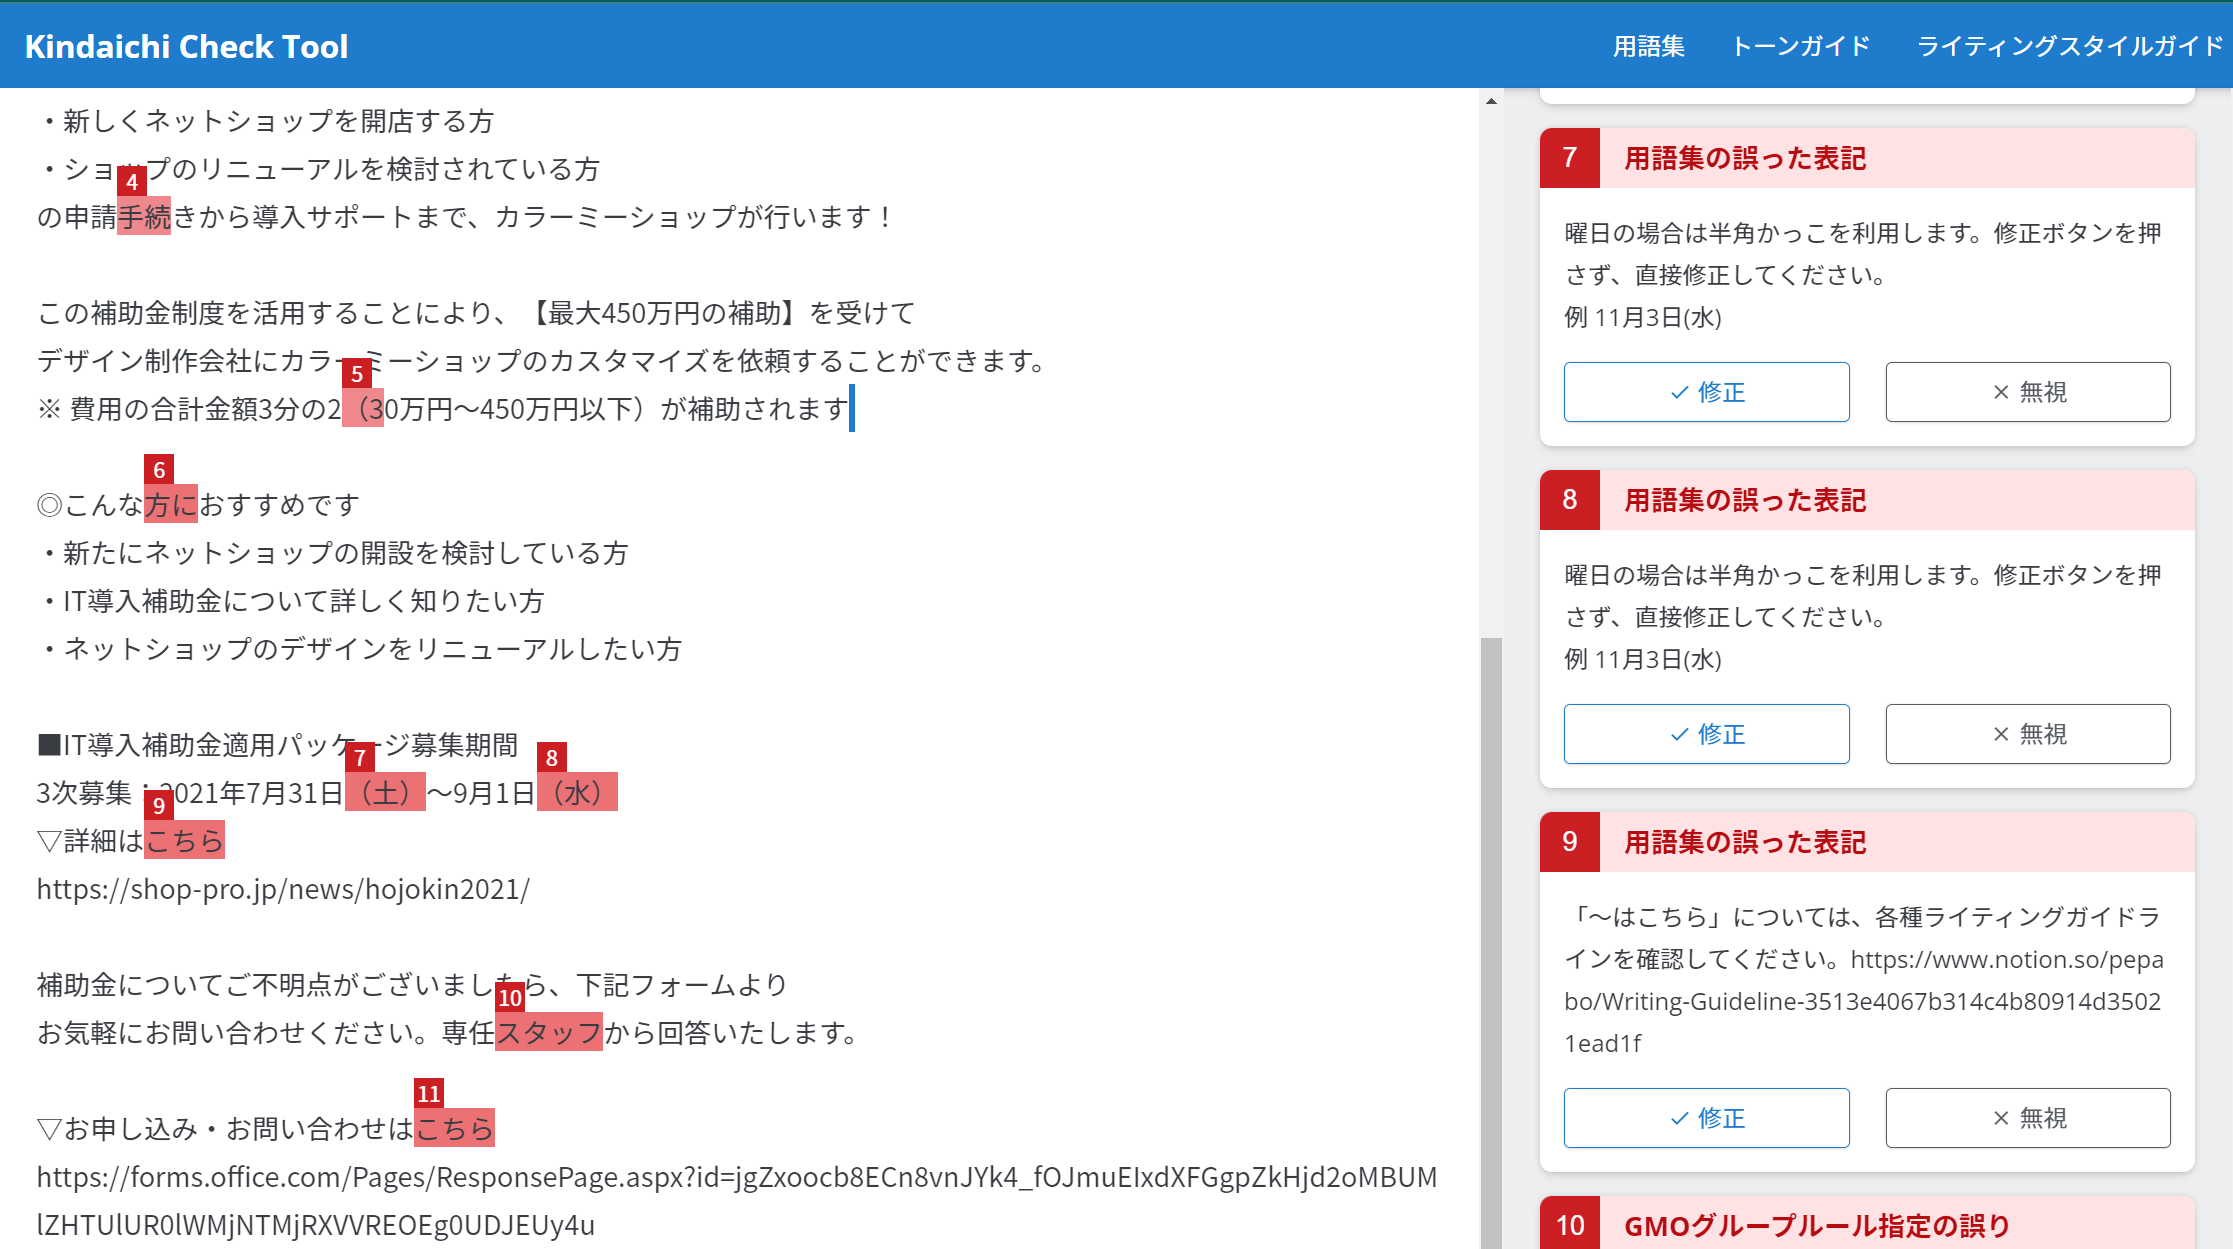 Kindaichi Check Tool
用語集 トーンガイド ライティングスタイルガイド
・新しくネットショップを開店する方
・ショップのリニューアルを検討されている方
4
の申請手続きから導入サポートまで、カラーミーショップが行います！
この補助金制度を活用することにより、【最大450万円の補助】を受けて
デザイン制作会社にカラーミーショップのカスタマイズを依頼することができます。
5
※ 費用の合計金額3分の2（30万円～450万円以下）が補助されます
6
◎こんな方におすすめです
・新たにネットショップの開設を検討している方
・IT導入補助金について詳しく知りたい方
・ネットショップのデザインをリニューアルしたい方
■IT導入補助金適用パッケージ募集期間
7 8
3次募集：2021年7月31日（土）～9月1日（水）
9
▽詳細はこちら
https://shop-pro.jp/news/hojokin2021/
補助金についてご不明点がございましたら、下記フォームより
10
お気軽にお問い合わせください。専任スタッフから回答いたします。
11
▽お申し込み・お問い合わせはこちら
https://forms.office.com/Pages/ResponsePage.aspx?id=jgZxoocb8ECn8vnJYk4_fOJmuEIxdXFGgpZkHjd2oMBUM
lZHTUlUR0lWMjNTMjRXVVREOEg0UDJEUy4u
7 用語集の誤った表記
曜日の場合は半角かっこを利用します。修正ボタンを押
さず、直接修正してください。
例 11月3日(水)
✓ 修正 × 無視
8 用語集の誤った表記
曜日の場合は半角かっこを利用します。修正ボタンを押
さず、直接修正してください。
例 11月3日(水)
✓ 修正 × 無視
9 用語集の誤った表記
「～はこちら」については、各種ライティングガイドラ
インを確認してください。https://www.notion.so/pepa
bo/Writing-Guideline-3513e4067b314c4b80914d3502
1ead1f
✓ 修正 × 無視
10 GMOグループルール指定の誤り